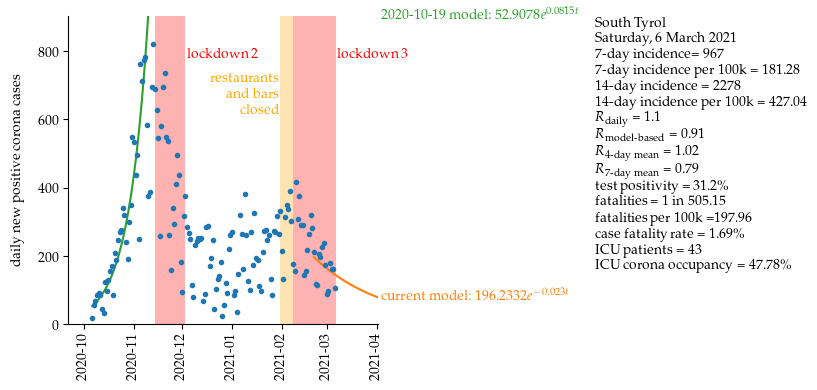 2020-10-19 model: 52.9078e^0.0815t
lockdown2
lockdown3
restaurants
and bars
closed
current model: 196.2332e^−0.023t
daily new positive corona cases
800
600
400
200
0
2020-10
2020-11
2020-12
2021-01
2021-02
2021-03
2021-04
South Tyrol
Saturday, 6 March 2021
7-day incidence= 967
7-day incidence per 100k = 181.28
14-day incidence = 2278
14-day incidence per 100k = 427.04
R_daily = 1.1
R_model-based = 0.91
R_4-day mean = 1.02
R_7-day mean = 0.79
test positivity = 31.2%
fatalities = 1 in 505.15
fatalities per 100k =197.96
case fatality rate = 1.69%
ICU patients = 43
ICU corona occupancy = 47.78%